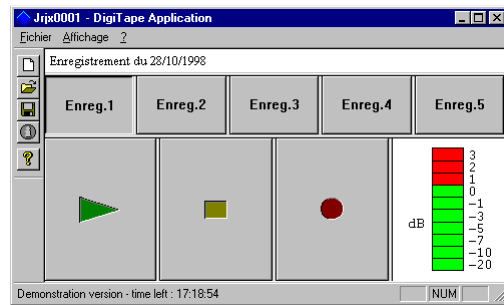 Jrjx0001 - DigiTape Application
Fichier Affichage ?
Enregistrement du 28/10/1998
Enreg.1 Enreg.2 Enreg.3 Enreg.4 Enreg.5
3
2
1
0
-1
-3
dB
-5
-7
-10
-20
Demonstration version - time left : 17:18:54 NUM